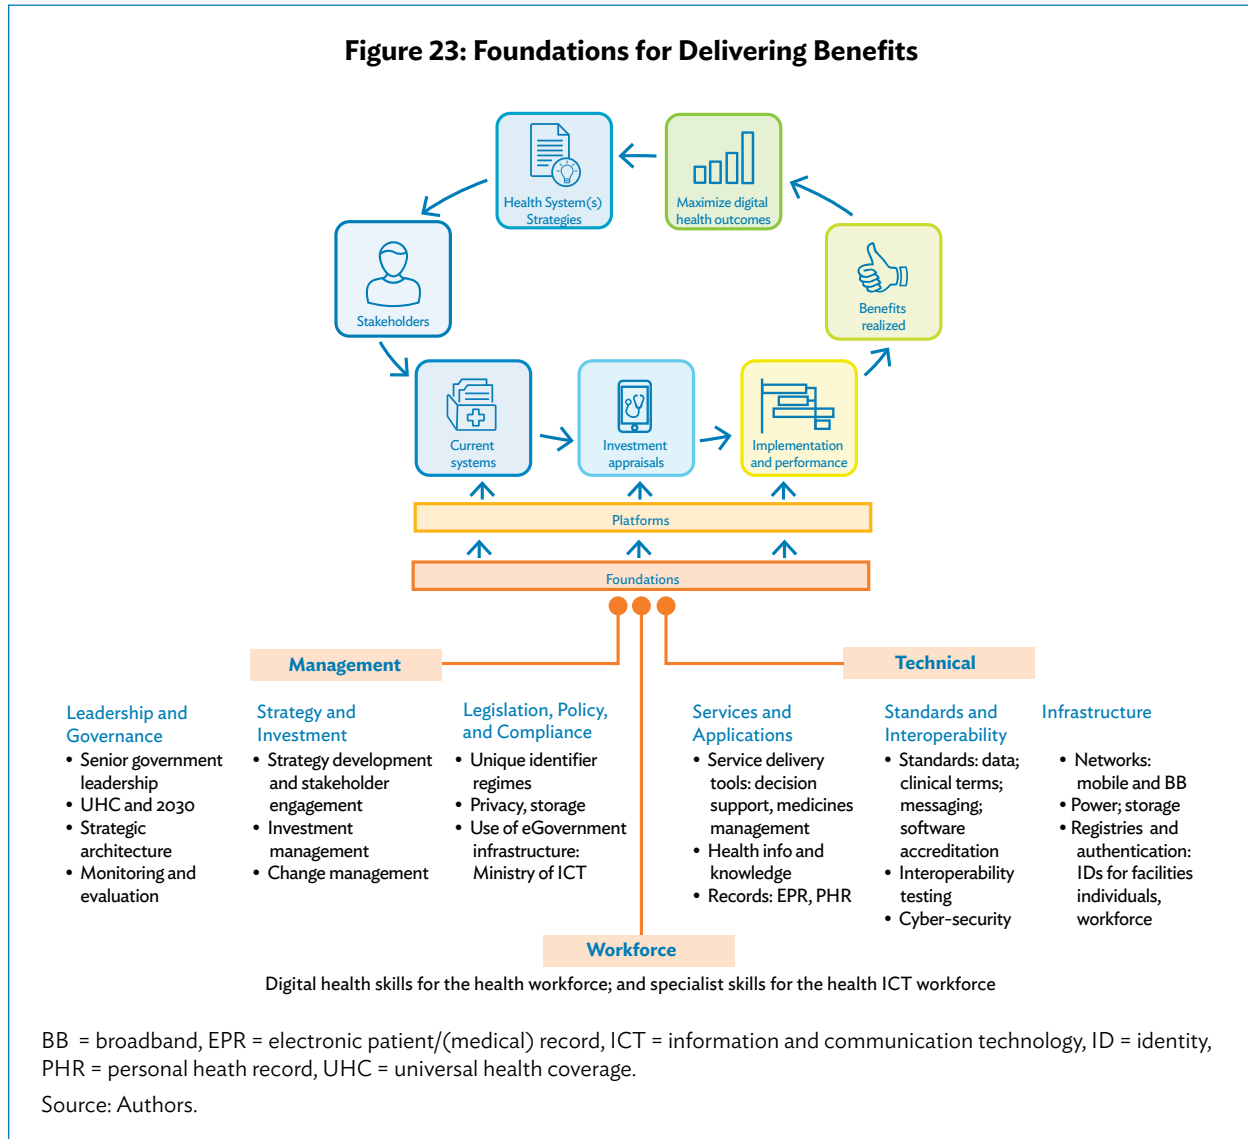 Figure 23: Foundations for Delivering Benefits
Health System(s)
Strategies
Maximize digital
health outcomes
Stakeholders
Benefits
realized
Current
systems
Investment
appraisals
Implementation
and performance
Platforms
Foundations
Management
Technical
Leadership and
Governance
• Senior government
leadership
• UHC and 2030
• Strategic
architecture
• Monitoring and
evaluation
Strategy and
Investment
• Strategy development
and stakeholder
engagement
• Investment
management
• Change management
Legislation, Policy,
and Compliance
• Unique identifier
regimes
• Privacy, storage
• Use of eGovernment
infrastructure:
Ministry of ICT
Services and
Applications
• Service delivery
tools: decision
support, medicines
management
• Health info and
knowledge
• Records: EPR, PHR
Standards and
Interoperability
• Standards: data;
clinical terms;
messaging;
software
accreditation
• Interoperability
testing
• Cyber-security
Infrastructure
• Networks:
mobile and BB
• Power; storage
• Registries and
authentication:
IDs for facilities
individuals,
workforce
Workforce
Digital health skills for the health workforce; and specialist skills for the health ICT workforce
BB = broadband, EPR = electronic patient/(medical) record, ICT = information and communication technology, ID = identity,
PHR = personal heath record, UHC = universal health coverage.
Source: Authors.